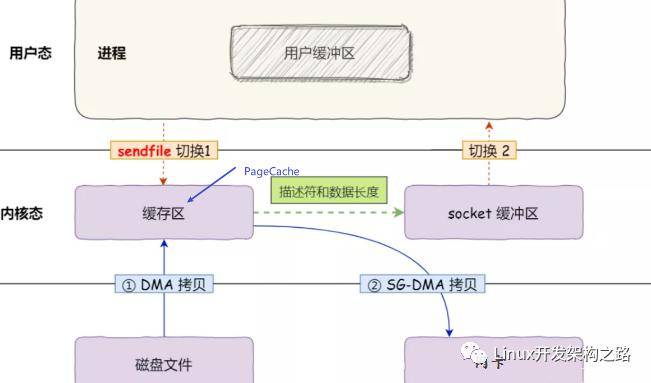 用户态
进程
用户缓冲区
sendfile 切换1
切换 2
PageCache
描述符和数据长度
内核态
缓存区
socket 缓冲区
① DMA 拷贝
② SG-DMA 拷贝
磁盘文件
Linux开发架构之路